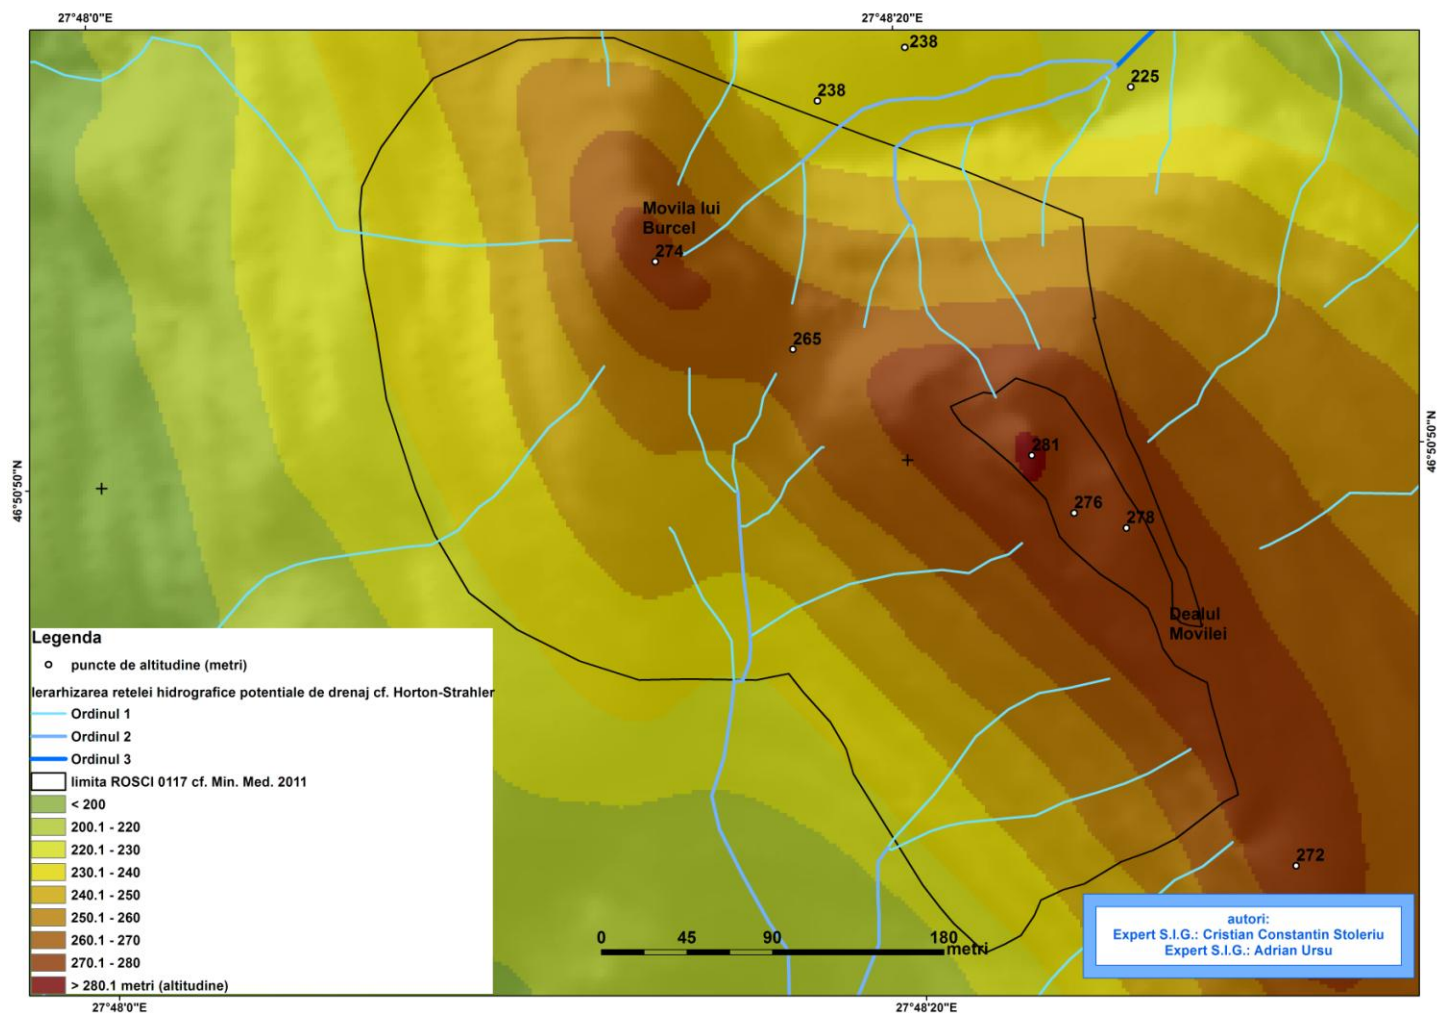 27°48'0"E
27°48'20"E
238
238
225
Movila lui
Burcel
274
265
281
276
278
46°50'50"N
46°50'50"N
Dealul
Movilei
272
Legenda
puncte de altitudine (metri)
Ierarhizarea retelei hidrografice potentiale de drenaj cf. Horton-Strahler
Ordinul 1
Ordinul 2
Ordinul 3
limita ROSCI 0117 cf. Min. Med. 2011
< 200
200.1 - 220
220.1 - 230
230.1 - 240
240.1 - 250
250.1 - 260
260.1 - 270
270.1 - 280
> 280.1 metri (altitudine)
0 45 90 180
metri
autori:
Expert S.I.G.: Cristian Constantin Stoleriu
Expert S.I.G.: Adrian Ursu
27°48'0"E
27°48'20"E